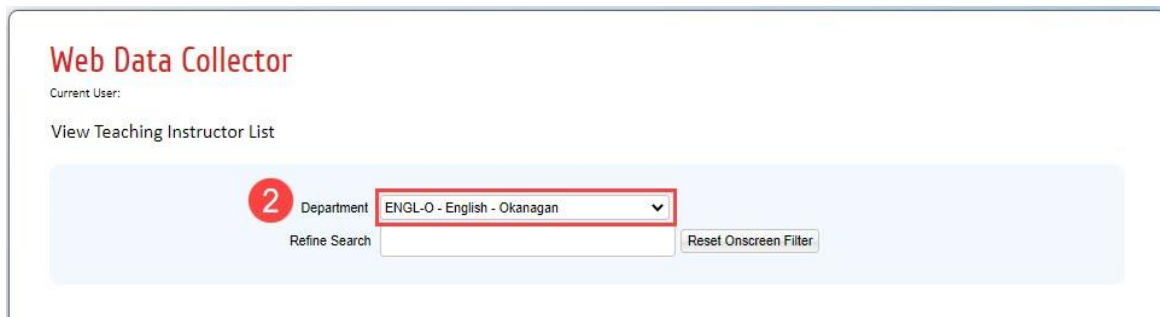 Web Data Collector
Current User:
View Teaching Instructor List
2 Department ENGL-O - English - Okanagan
Refine Search Reset Onscreen Filter